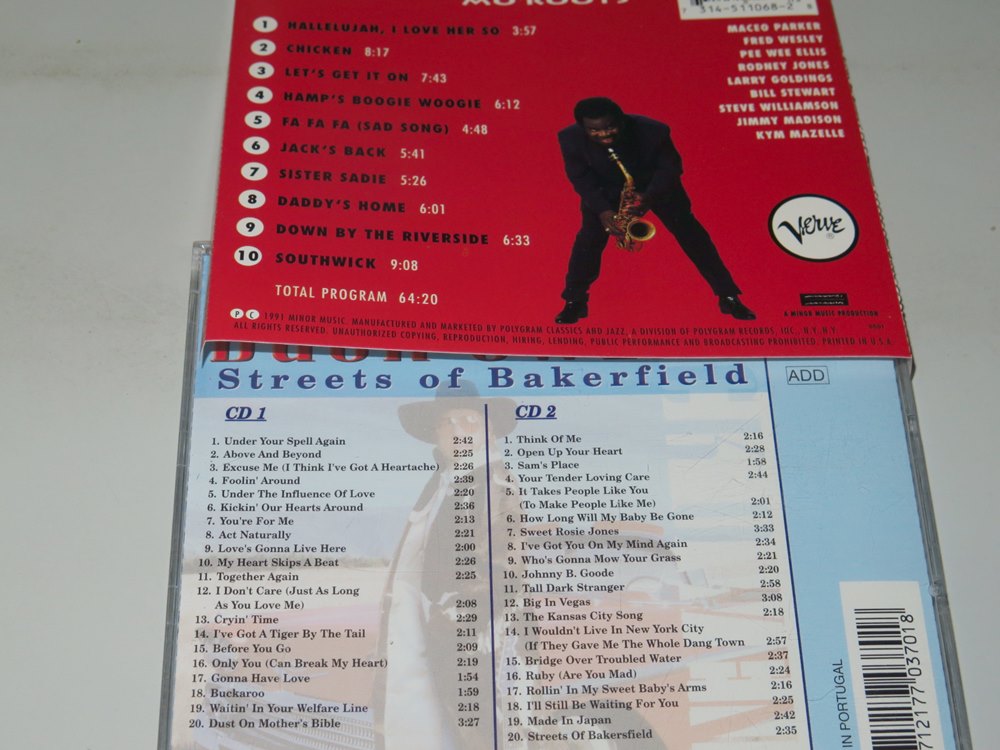 MO' ROOTS
7 314-511068-2 8
1 HALLELUJAH, I LOVE HER SO 3:57
2 CHICKEN 8:17
3 LET'S GET IT ON 7:43
4 HAMP'S BOOGIE WOOGIE 6:12
5 FA FA FA (SAD SONG) 4:48
6 JACK'S BACK 5:41
7 SISTER SADIE 5:26
8 DADDY'S HOME 6:01
9 DOWN BY THE RIVERSIDE 6:33
10 SOUTHWICK 9:08
TOTAL PROGRAM 64:20
MACEO PARKER
FRED WESLEY
PEE WEE ELLIS
RODNEY JONES
LARRY GOLDINGS
BILL STEWART
STEVE WILLIAMSON
JIMMY MADISON
KYM MAZELLE
VERVE
A MINOR MUSIC PRODUCTION
P C 1991 MINOR MUSIC. MANUFACTURED AND MARKETED BY POLYGRAM CLASSICS AND JAZZ, A DIVISION OF POLYGRAM RECORDS, INC., N.Y., N.Y.
ALL RIGHTS RESERVED. UNAUTHORIZED COPYING, REPRODUCTION, HIRING, LENDING, PUBLIC PERFORMANCE AND BROADCASTING PROHIBITED. PRINTED IN U.S.A.
Streets of Bakerfield
ADD
CD 1
1. Under Your Spell Again 2:42
2. Above And Beyond 2:25
3. Excuse Me (I Think I've Got A Heartache) 2:26
4. Foolin' Around 2:39
5. Under The Influence Of Love 2:20
6. Kickin' Our Hearts Around 2:36
7. You're For Me 2:13
8. Act Naturally 2:21
9. Love's Gonna Live Here 2:00
10. My Heart Skips A Beat 2:26
11. Together Again 2:25
12. I Don't Care (Just As Long
As You Love Me) 2:08
13. Cryin' Time 2:29
14. I've Got A Tiger By The Tail 2:11
15. Before You Go 2:09
16. Only You (Can Break My Heart) 2:19
17. Gonna Have Love 1:54
18. Buckaroo 1:59
19. Waitin' In Your Welfare Line 2:18
20. Dust On Mother's Bible 3:27
CD 2
1. Think Of Me 2:16
2. Open Up Your Heart 2:28
3. Sam's Place 1:58
4. Your Tender Loving Care 2:44
5. It Takes People Like You
(To Make People Like Me) 2:01
6. How Long Will My Baby Be Gone 2:12
7. Sweet Rosie Jones 3:33
8. I've Got You On My Mind Again 2:34
9. Who's Gonna Mow Your Grass 2:21
10. Johnny B. Goode 2:20
11. Tall Dark Stranger 2:58
12. Big In Vegas 3:08
13. The Kansas City Song 2:18
14. I Wouldn't Live In New York City
(If They Gave Me The Whole Dang Town 2:57
15. Bridge Over Troubled Water 2:37
16. Ruby (Are You Mad) 2:24
17. Rollin' In My Sweet Baby's Arms 2:16
18. I'll Still Be Waiting For You 2:25
19. Made In Japan 2:42
20. Streets Of Bakersfield 2:35
IN PORTUGAL
712177 037018